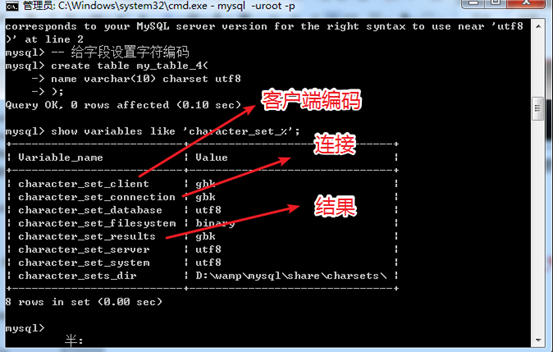 管理员: C:\Windows\system32\cmd.exe - mysql -uroot -p
corresponds to your MySQL server version for the right syntax to use near 'utf8
)' at line 2
mysql> -- 给字段设置字符编码
mysql> create table my_table_4(
    -> name varchar(10) charset utf8
    -> );
Query OK, 0 rows affected (0.10 sec)
客户端编码
mysql> show variables like 'character_set_%';
连接
+--------------------------+-----------------------------+
| Variable_name | Value |
+--------------------------+-----------------------------+
| character_set_client | gbk |
| character_set_connection | gbk |
| character_set_database | utf8 |
结果
| character_set_filesystem | binary |
| character_set_results | gbk |
| character_set_server | utf8 |
| character_set_system | utf8 |
| character_sets_dir | D:\wamp\mysql\share\charsets\ |
+--------------------------+-----------------------------+
8 rows in set (0.00 sec)
mysql>
半: